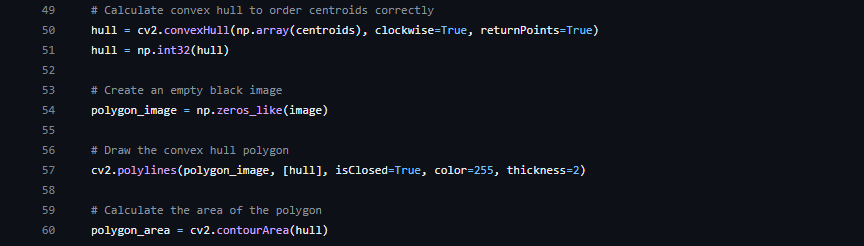 49 # Calculate convex hull to order centroids correctly
50 hull = cv2.convexHull(np.array(centroids), clockwise=True, returnPoints=True)
51 hull = np.int32(hull)
52
53 # Create an empty black image
54 polygon_image = np.zeros_like(image)
55
56 # Draw the convex hull polygon
57 cv2.polylines(polygon_image, [hull], isClosed=True, color=255, thickness=2)
58
59 # Calculate the area of the polygon
60 polygon_area = cv2.contourArea(hull)